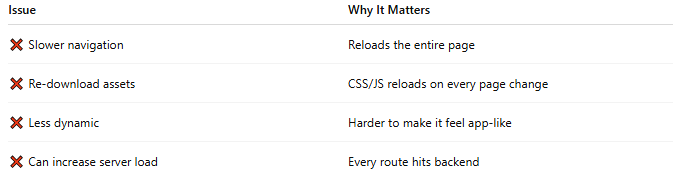 Issue Why It Matters
❌ Slower navigation Reloads the entire page
❌ Re-download assets CSS/JS reloads on every page change
❌ Less dynamic Harder to make it feel app-like
❌ Can increase server load Every route hits backend